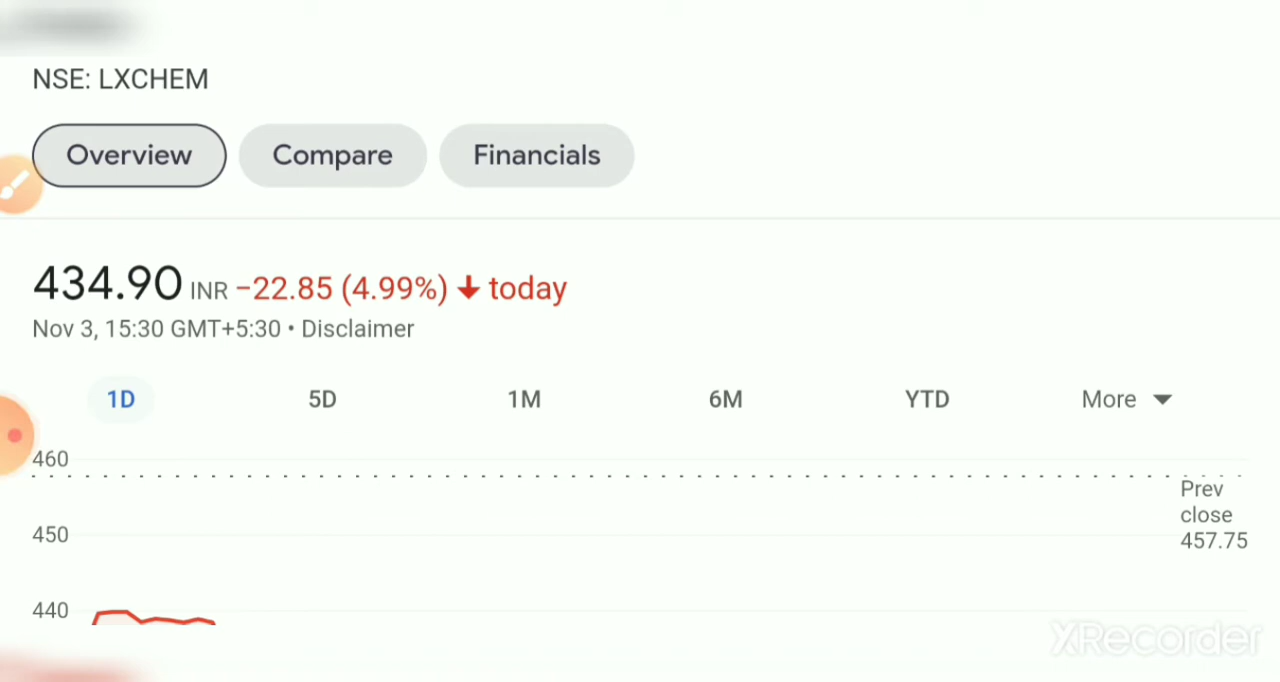 NSE: LXCHEM
Overview Compare Financials
434.90 INR −22.85 (4.99%) ↓ today
Nov 3, 15:30 GMT+5:30 • Disclaimer
1D 5D 1M 6M YTD More
460
Prev
close
457.75
450
440
XRecorder